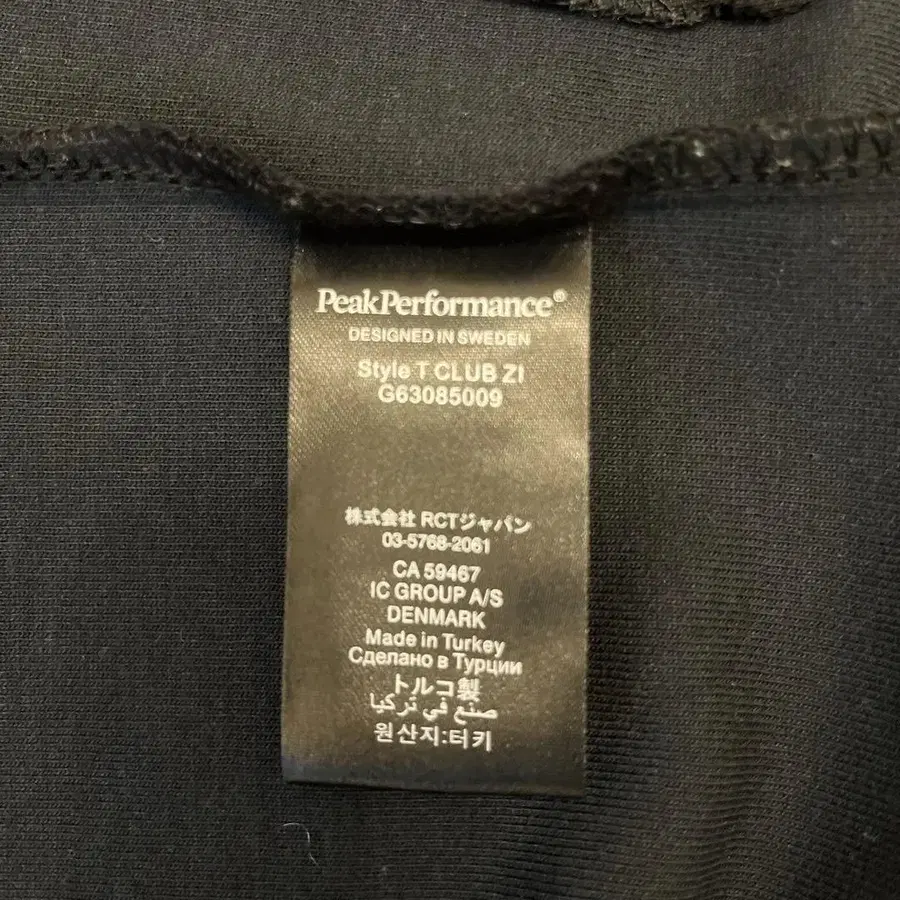 PeakPerformance®
DESIGNED IN SWEDEN
Style T CLUB ZI
G63085009
株式会社 RCTジャパン
03-5768-2061
CA 59467
IC GROUP A/S
DENMARK
Made in Turkey
Сделано в Турции
トルコ製
صنع في تركيا
원산지:터키